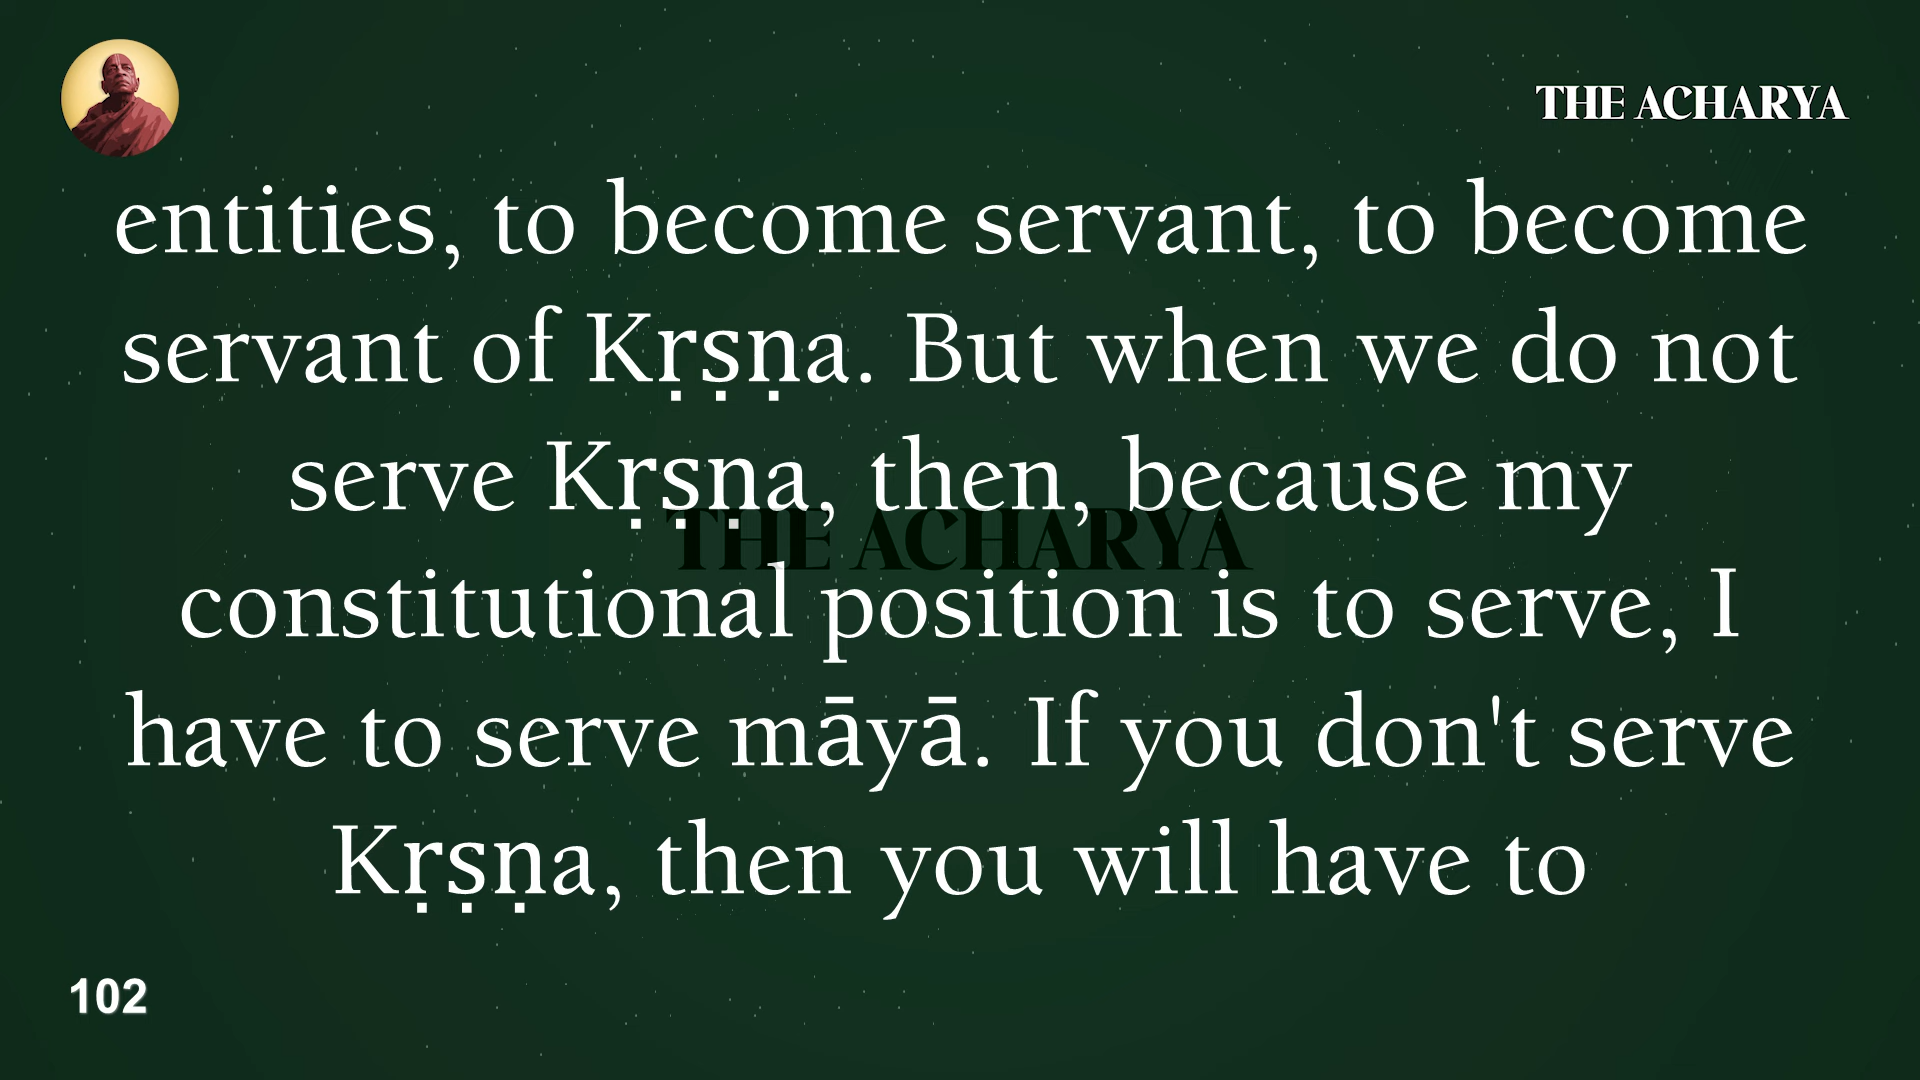 THE ACHARYA
entities, to become servant, to become
servant of Kṛṣṇa. But when we do not
serve Kṛṣṇa, then, because my
THE ACHARYA
constitutional position is to serve, I
have to serve māyā. If you don't serve
Kṛṣṇa, then you will have to
102